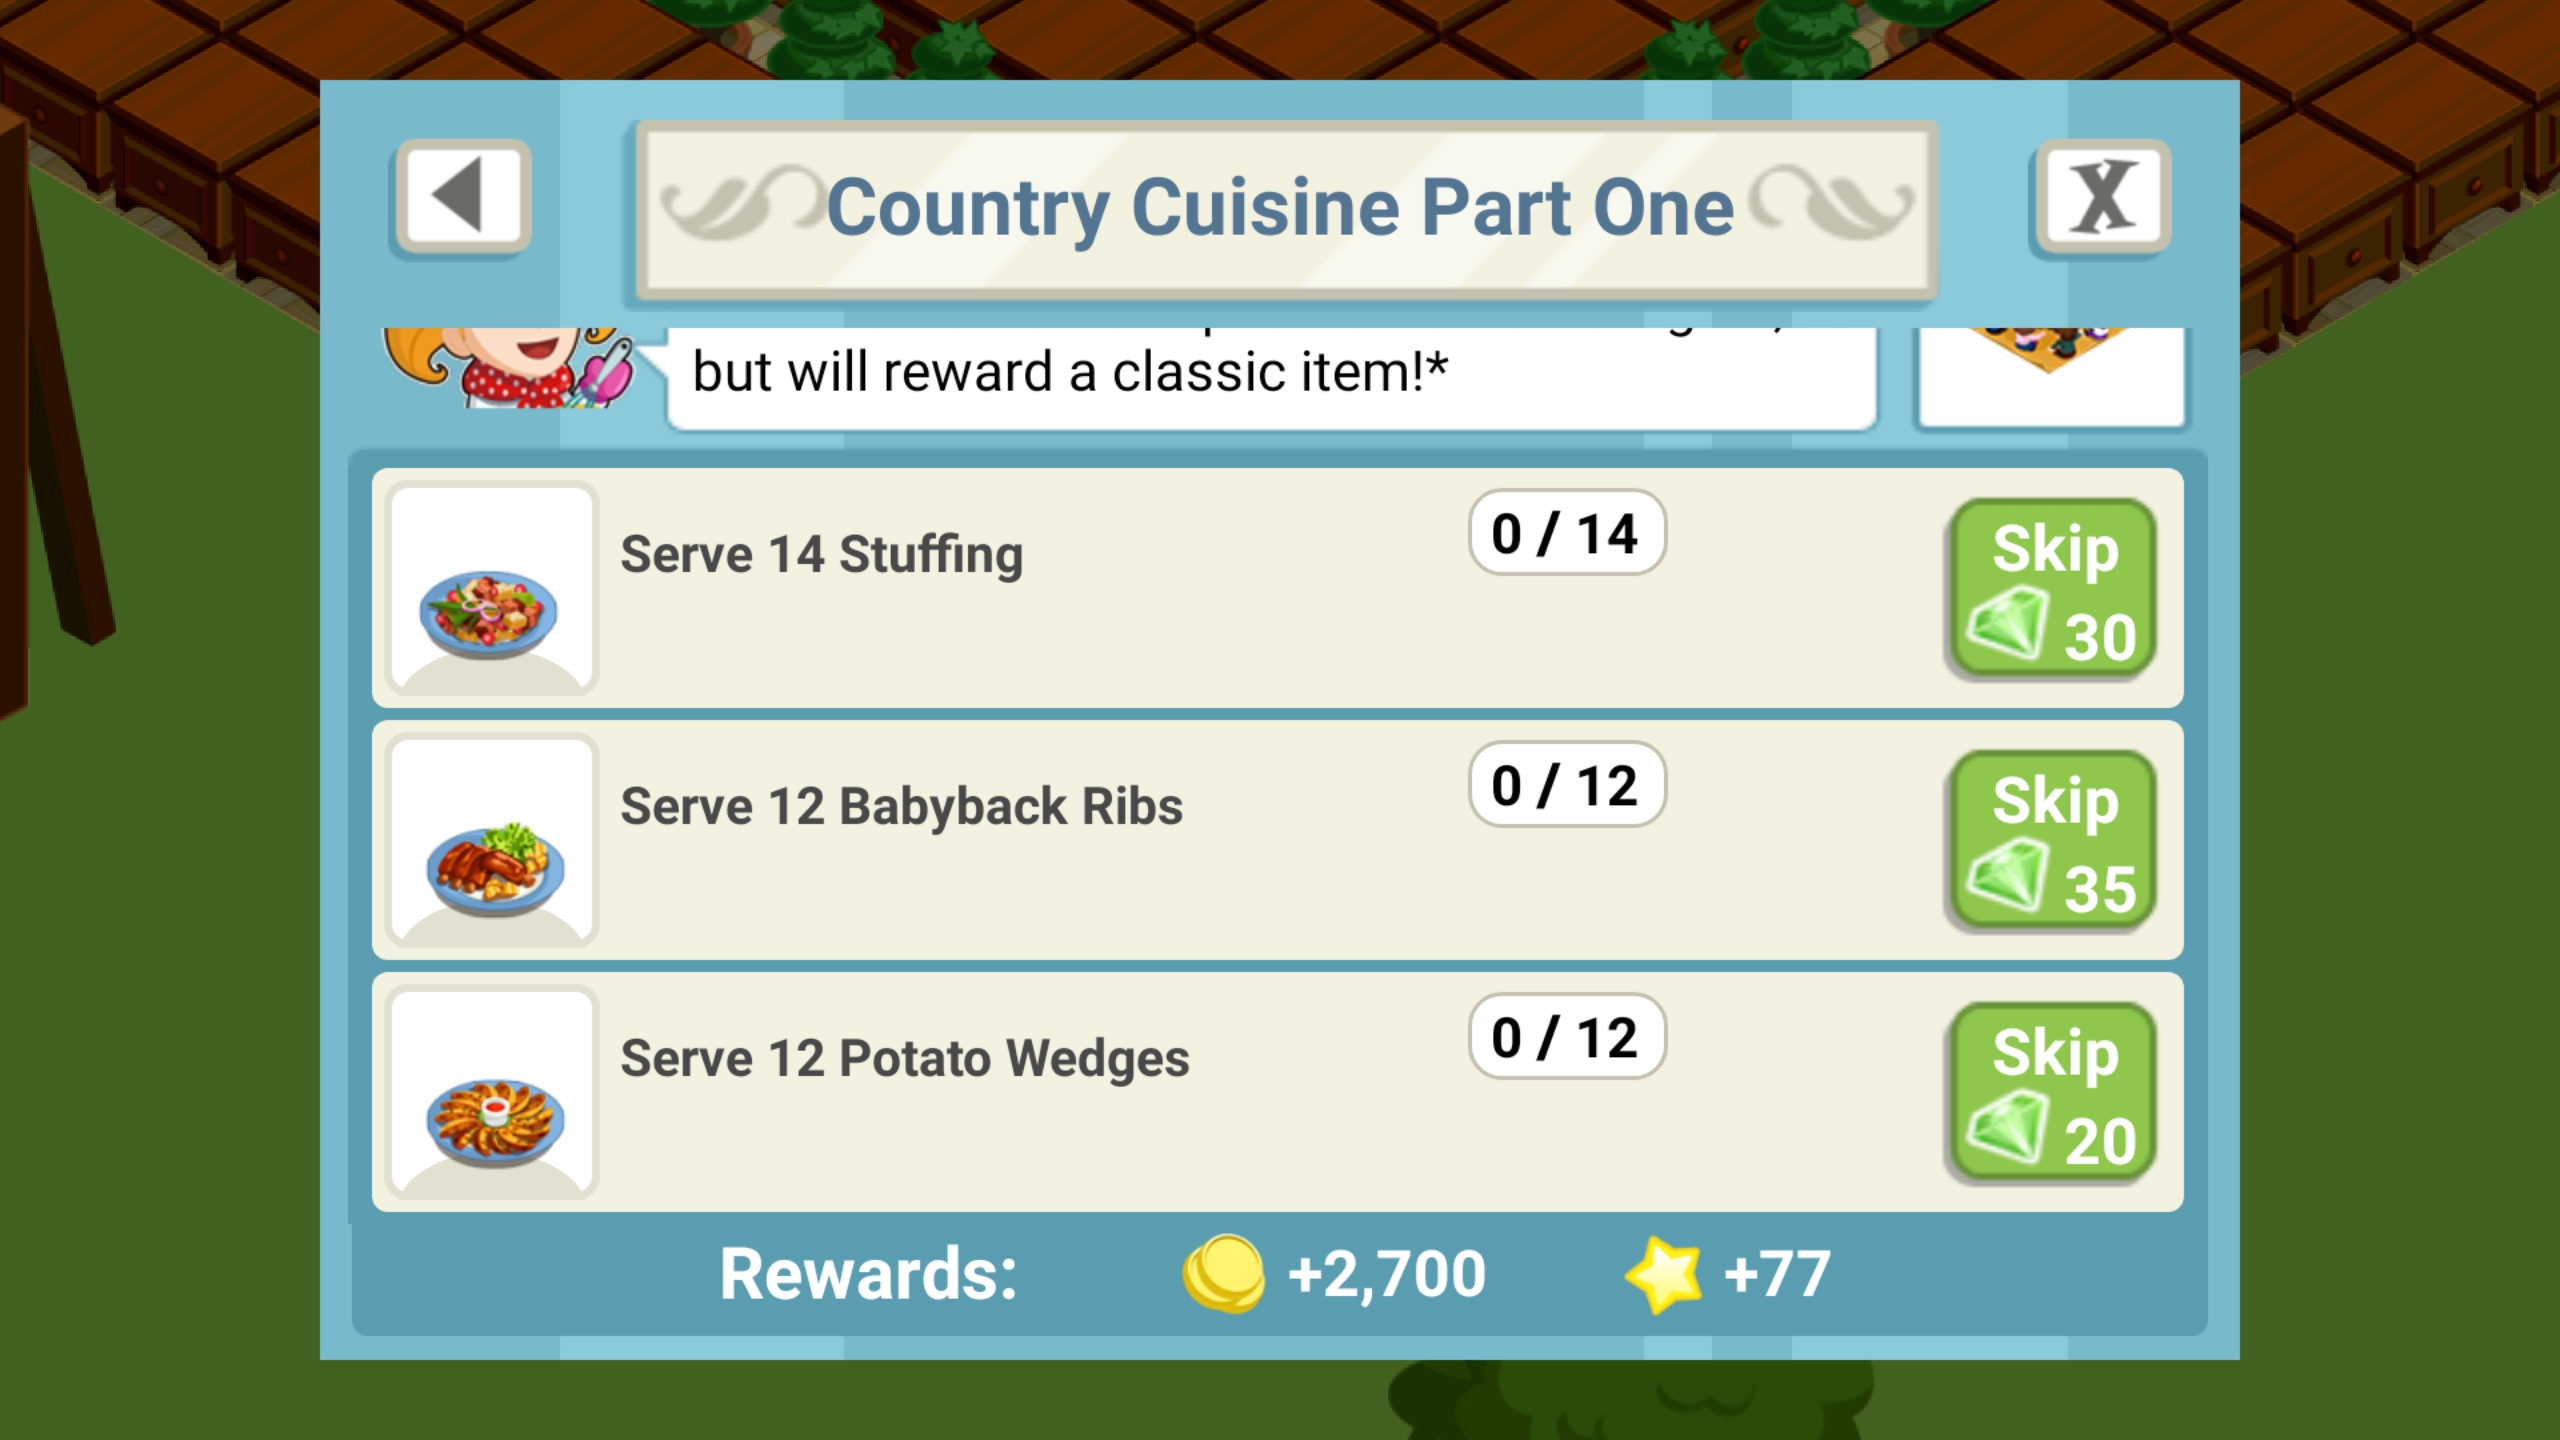 Country Cuisine Part One
X
but will reward a classic item!*
Serve 14 Stuffing
0 / 14
Skip
30
Serve 12 Babyback Ribs
0 / 12
Skip
35
Serve 12 Potato Wedges
0 / 12
Skip
20
Rewards: +2,700 +77